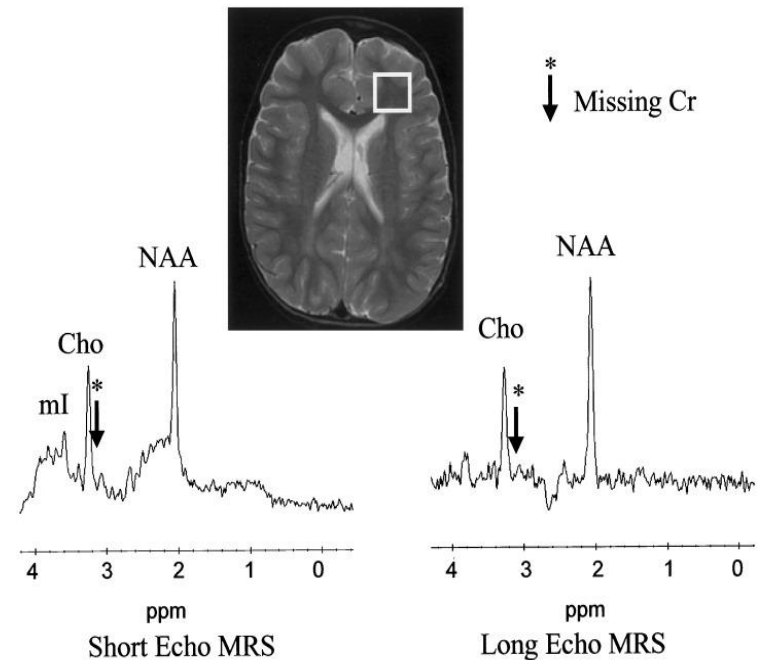 *
Missing Cr
NAA
Cho
*
mI
4 3 2 1 0
ppm
Short Echo MRS
NAA
Cho
*
4 3 2 1 0
ppm
Long Echo MRS